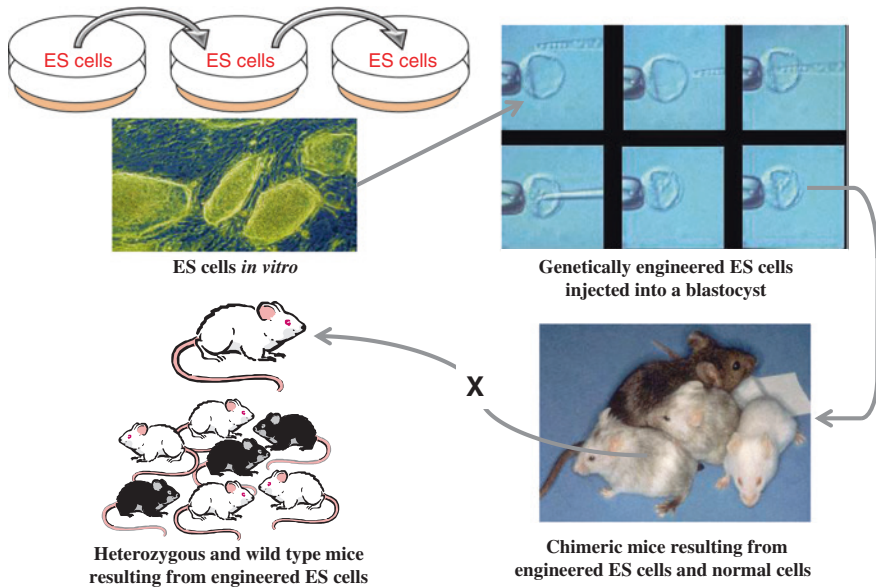 ES cells
ES cells
ES cells
ES cells in vitro
Genetically engineered ES cells
injected into a blastocyst
X
Heterozygous and wild type mice
resulting from engineered ES cells
Chimeric mice resulting from
engineered ES cells and normal cells